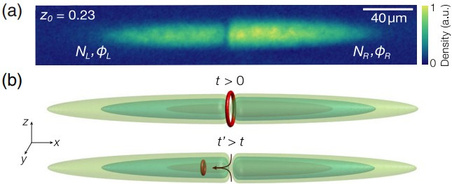 (a)
z₀ = 0.23
40 μm
N_L, ϕ_L
N_R, ϕ_R
1
0
Density (a.u.)
(b)
t > 0
z
x
y
t' > t